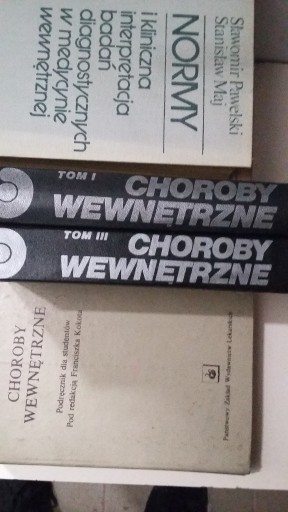 Sławomir Pawelski
Stanisław Maj
NORMY
i kliniczna
interpretacja
badań
diagnostycznych
w medycynie
wewnętrznej
TOM I
CHOROBY
WEWNĘTRZNE
TOM III
CHOROBY
WEWNĘTRZNE
CHOROBY
WEWNĘTRZNE
Podręcznik dla studentów
Pod redakcją Franciszka Kokota
Państwowy Zakład Wydawnictw Lekarskich